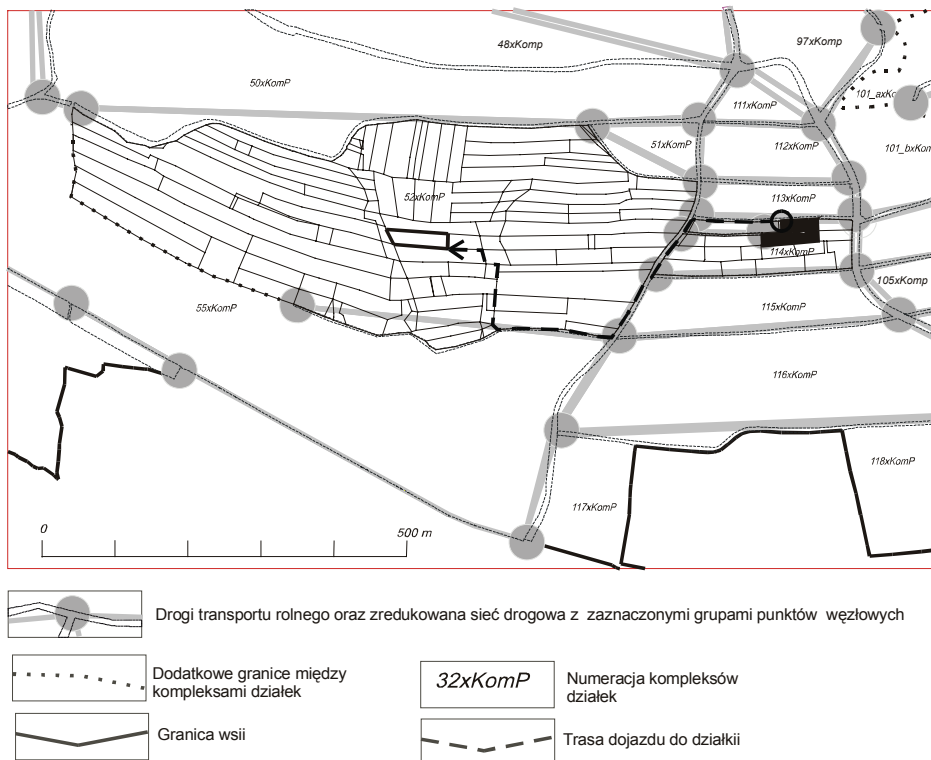 48xKomp
97xKomp
50xKomP
101_axKo
111xKomP
51xKomP
112xKomP
101_bxKom
52xKomP
113xKomP
114xKomP
105xKomp
55xKomP
115xKomP
116xKomP
118xKomP
117xKomP
0
500 m
Drogi transportu rolnego oraz zredukowana sieć drogowa z zaznaczonymi grupami punktów węzłowych
Dodatkowe granice między
kompleksami działek
32xKomP
Numeracja kompleksów
działek
Granica wsii
Trasa dojazdu do działkii